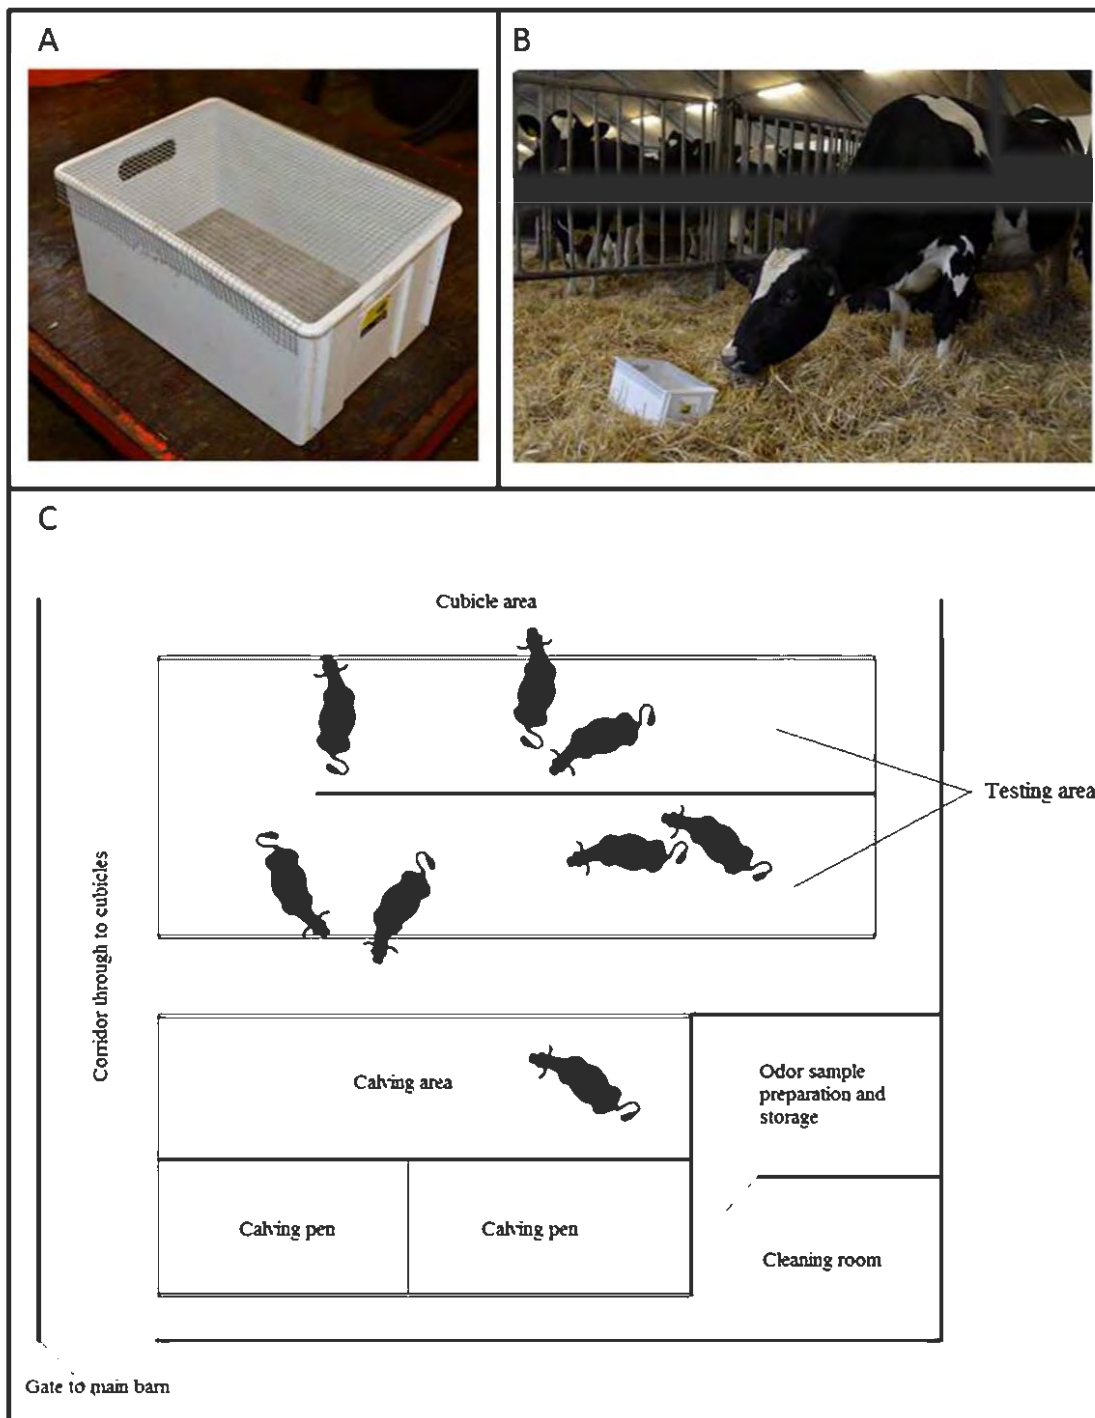 A
B
C
Cubicle area
Testing area
Corridor through to cubicles
Calving area
Odor sample
preparation and
storage
Calving pen
Calving pen
Cleaning room
Gate to main barn